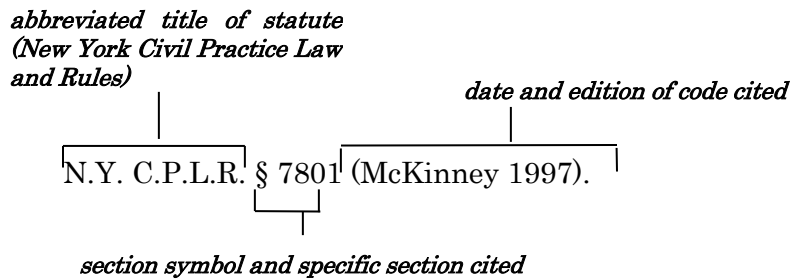 abbreviated title of statute
(New York Civil Practice Law
and Rules)
date and edition of code cited
N.Y. C.P.L.R. § 7801 (McKinney 1997).
section symbol and specific section cited